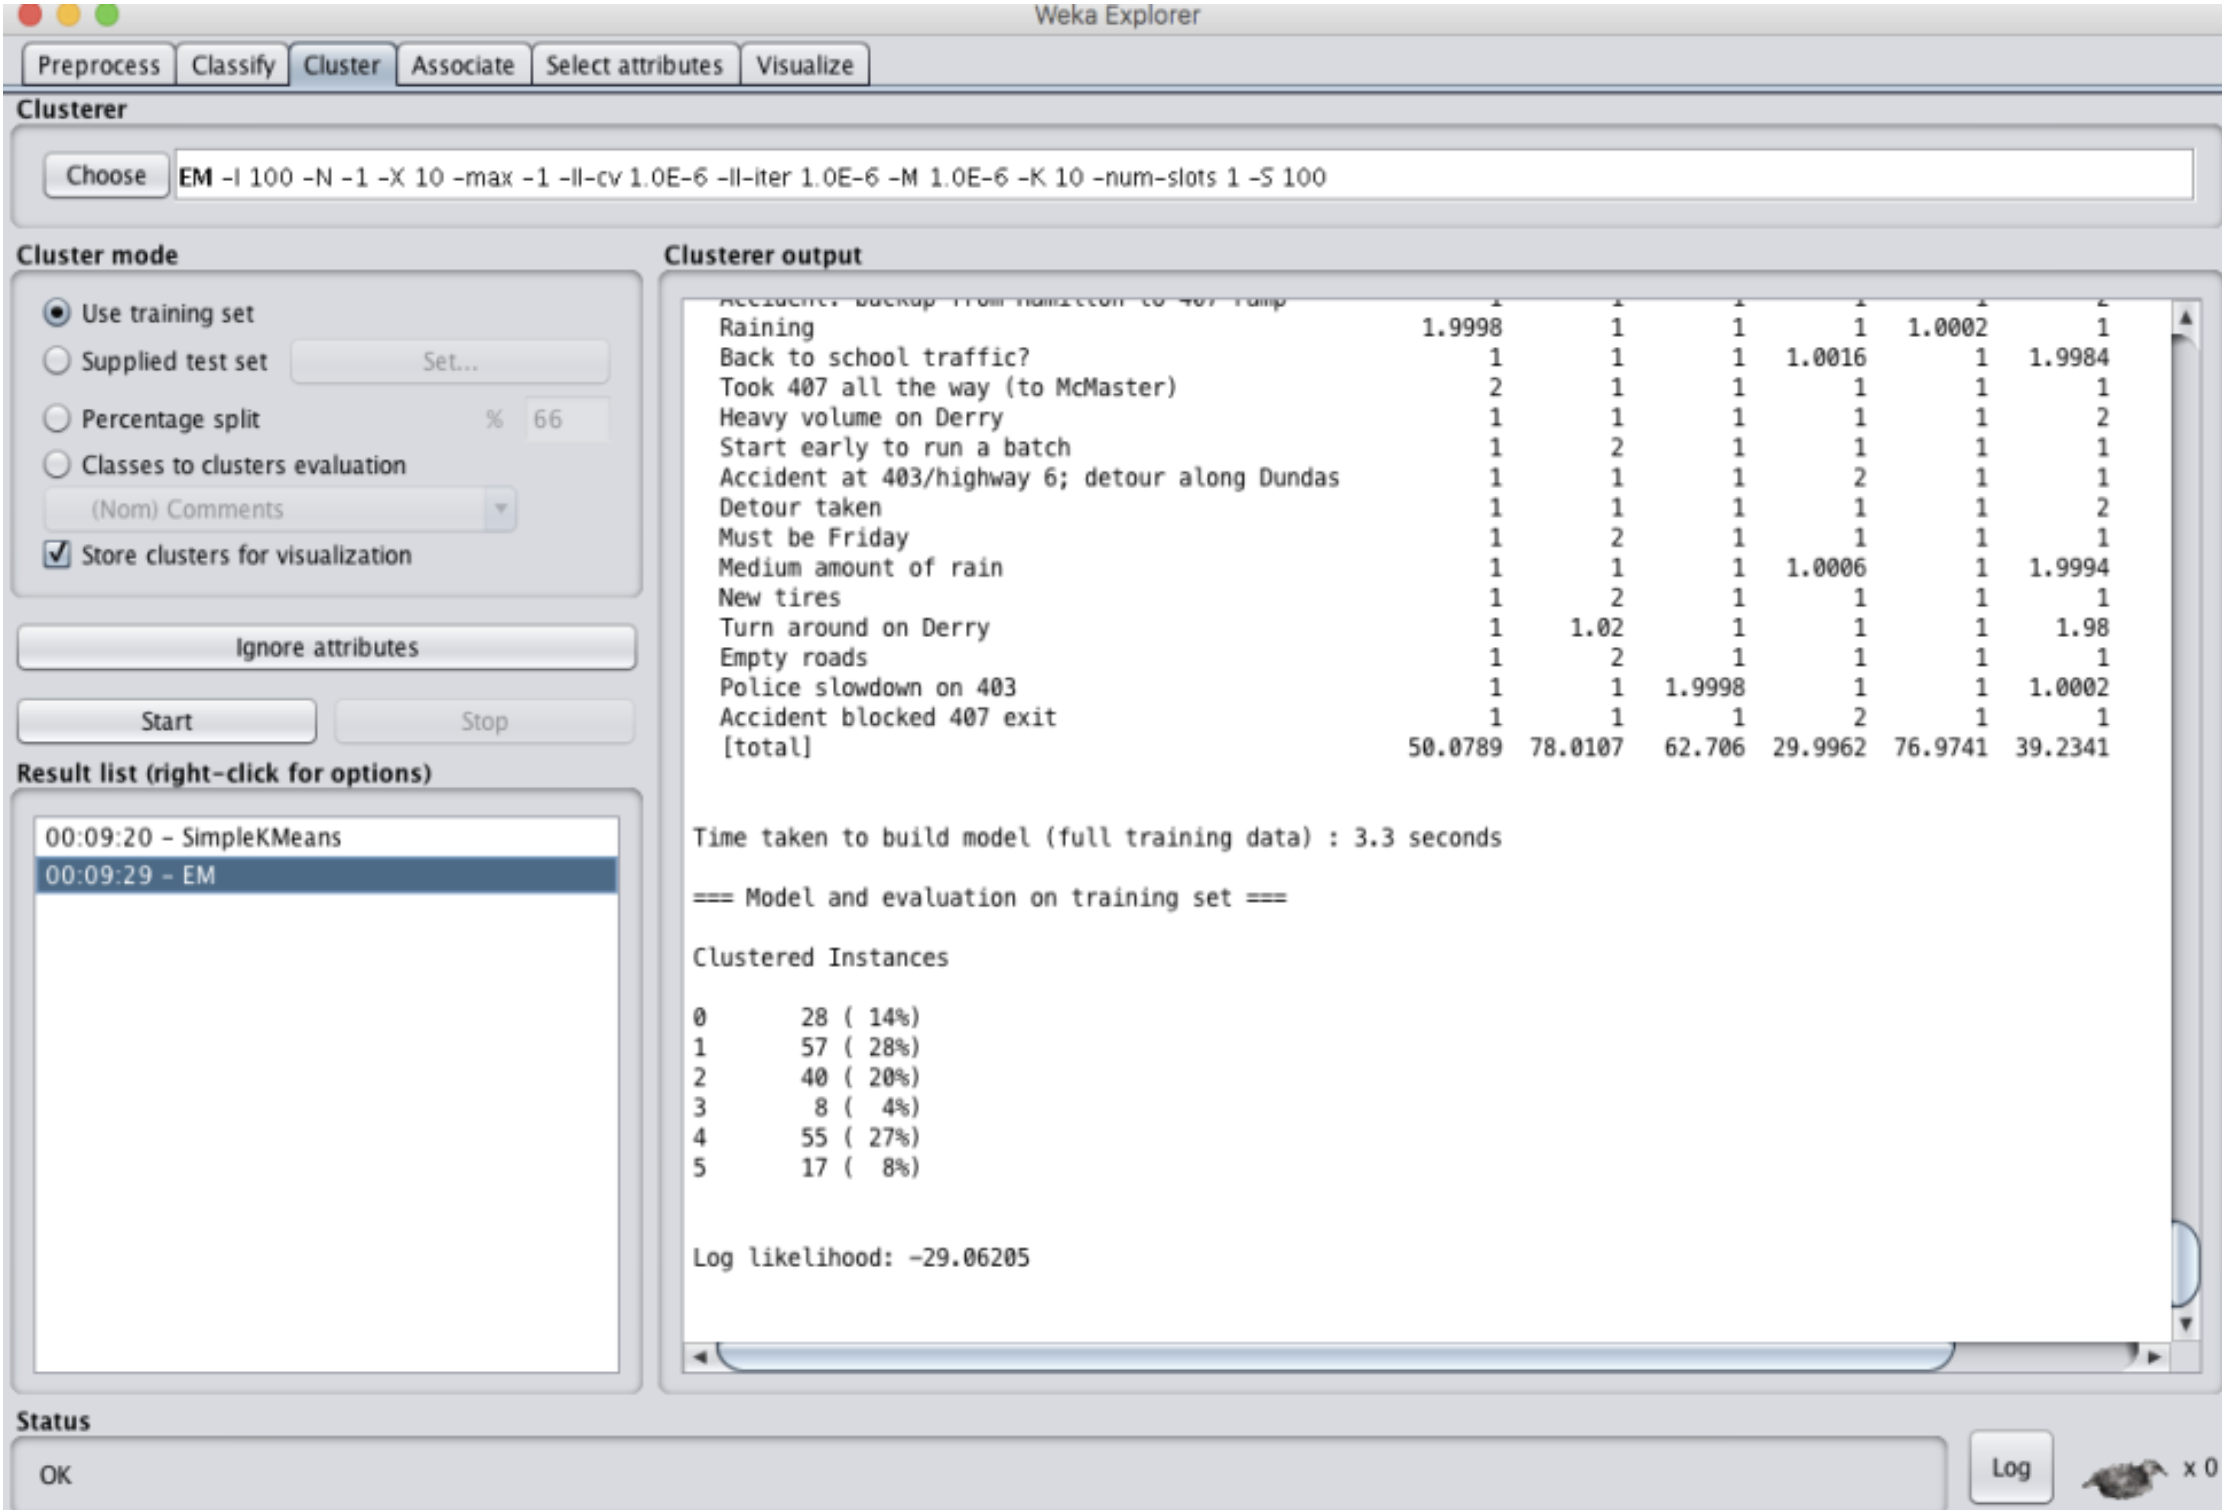 Weka Explorer
Preprocess Classify Cluster Associate Select attributes Visualize
Clusterer
Choose EM -I 100 -N -1 -X 10 -max -1 -ll-cv 1.0E-6 -ll-iter 1.0E-6 -M 1.0E-6 -K 10 -num-slots 1 -S 100
Cluster mode
Use training set
Supplied test set Set...
Percentage split % 66
Classes to clusters evaluation
(Nom) Comments
Store clusters for visualization
Ignore attributes
Start Stop
Result list (right-click for options)
00:09:20 - SimpleKMeans
00:09:29 - EM
Clusterer output
Accident: backup from Hamilton to 407 ramp 1 1 1 1 1 2
Raining 1.9998 1 1 1 1.0002 1
Back to school traffic? 1 1 1 1.0016 1 1.9984
Took 407 all the way (to McMaster) 2 1 1 1 1 1
Heavy volume on Derry 1 1 1 1 1 2
Start early to run a batch 1 2 1 1 1 1
Accident at 403/highway 6; detour along Dundas 1 1 1 2 1 1
Detour taken 1 1 1 1 1 2
Must be Friday 1 2 1 1 1 1
Medium amount of rain 1 1 1 1.0006 1 1.9994
New tires 1 2 1 1 1 1
Turn around on Derry 1 1.02 1 1 1 1.98
Empty roads 1 2 1 1 1 1
Police slowdown on 403 1 1 1.9998 1 1 1.0002
Accident blocked 407 exit 1 1 1 2 1 1
[total] 50.0789 78.0107 62.706 29.9962 76.9741 39.2341
Time taken to build model (full training data) : 3.3 seconds
=== Model and evaluation on training set ===
Clustered Instances
0 28 ( 14%)
1 57 ( 28%)
2 40 ( 20%)
3 8 ( 4%)
4 55 ( 27%)
5 17 ( 8%)
Log likelihood: -29.06205
Status
OK
Log x 0